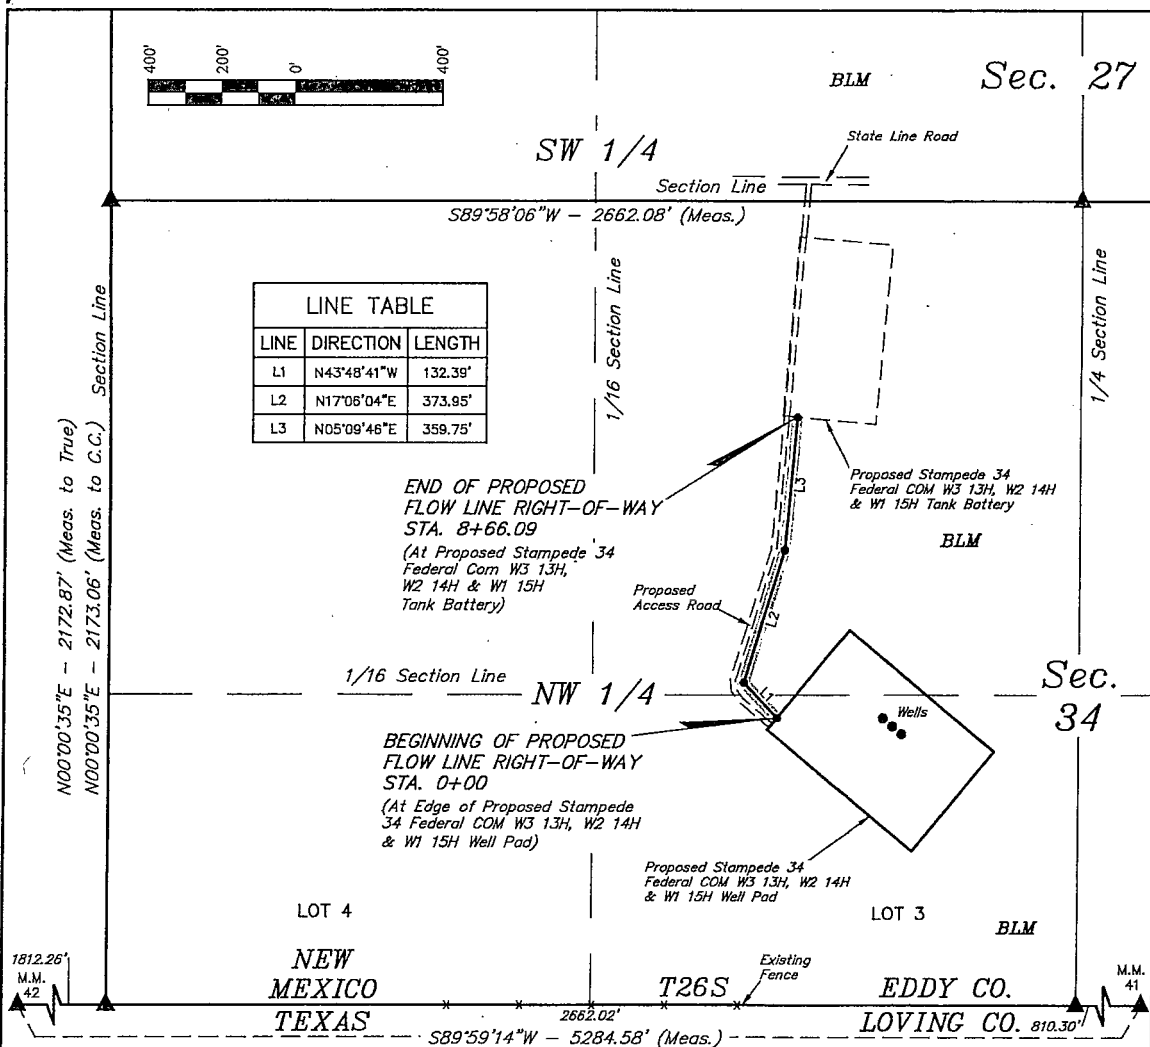 400'
200'
0'
400'
BLM
Sec. 27
State Line Road
SW 1/4
Section Line
S89°58'06"W - 2662.08' (Meas.)
LINE TABLE
LINE DIRECTION LENGTH
L1 N43°48'41"W 132.39'
L2 N17°06'04"E 373.95'
L3 N05°09'46"E 359.75'
1/16 Section Line
1/4 Section Line
Section Line
N00°00'35"E - 2172.87' (Meas. to True)
N00°00'35"E - 2173.06' (Meas. to C.C.)
END OF PROPOSED
FLOW LINE RIGHT-OF-WAY
STA. 8+66.09
(At Proposed Stampede 34
Federal Com W3 13H,
W2 14H & W1 15H
Tank Battery)
L3
Proposed Stampede 34
Federal COM W3 13H, W2 14H
& W1 15H Tank Battery
BLM
Proposed
Access Road
L2
1/16 Section Line
NW 1/4
L1
Wells
Sec.
34
BEGINNING OF PROPOSED
FLOW LINE RIGHT-OF-WAY
STA. 0+00
(At Edge of Proposed Stampede
34 Federal COM W3 13H, W2 14H
& W1 15H Well Pad)
Proposed Stampede 34
Federal COM W3 13H, W2 14H
& W1 15H Well Pad
LOT 4
LOT 3
BLM
1812.26'
M.M.
42
NEW
MEXICO
TEXAS
Existing
Fence
T26S
EDDY CO.
LOVING CO.
M.M.
41
2662.02'
810.30'
S89°59'14"W - 5284.58' (Meas.)